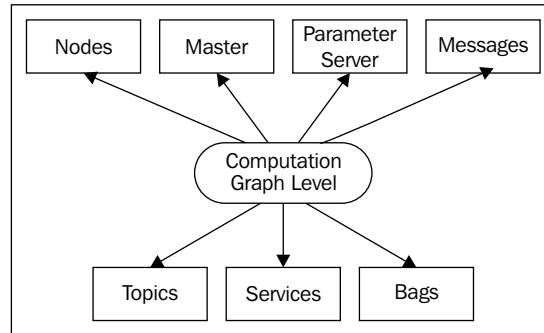 Nodes
Master
Parameter
Server
Messages
Computation
Graph Level
Topics
Services
Bags